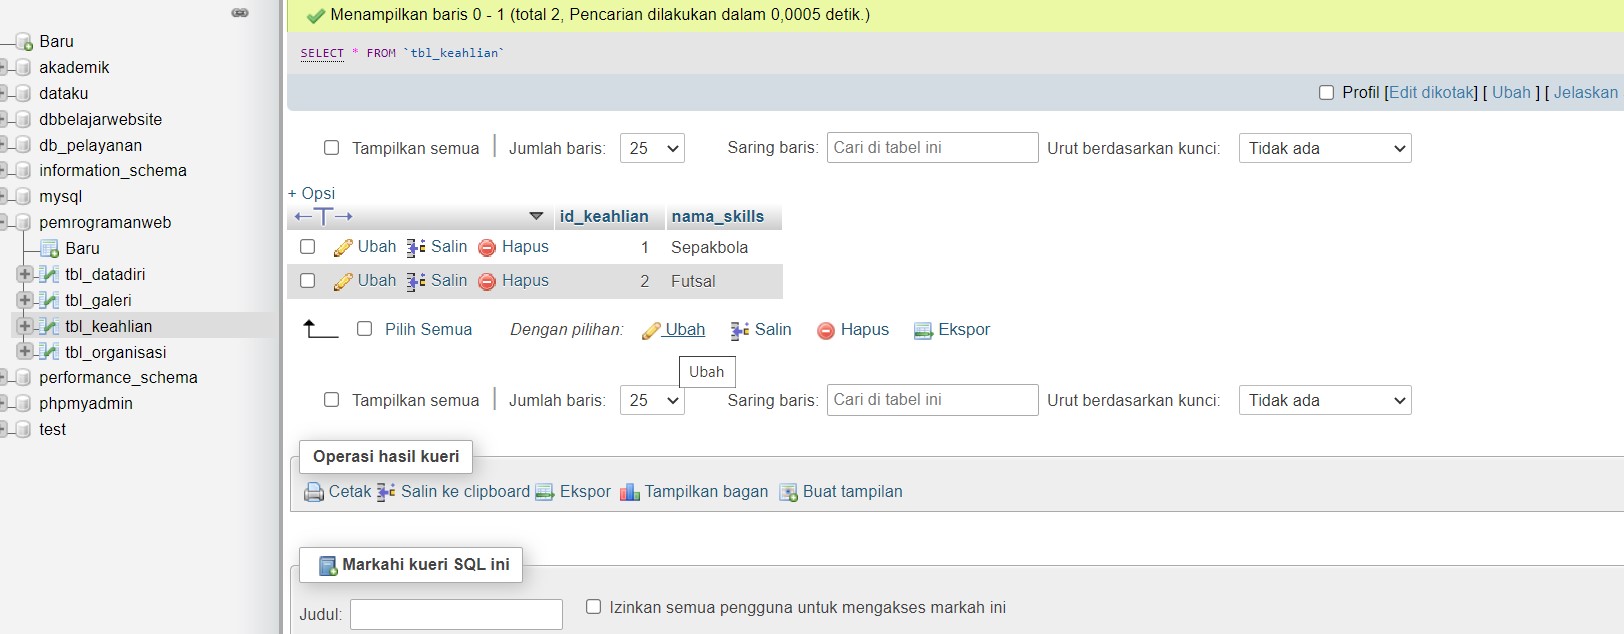 Baru
akademik
dataku
dbbelajarwebsite
db_pelayanan
information_schema
mysql
pemrogramanweb
Baru
tbl_datadiri
tbl_galeri
tbl_keahlian
tbl_organisasi
performance_schema
phpmyadmin
test
Menampilkan baris 0 - 1 (total 2, Pencarian dilakukan dalam 0,0005 detik.)
SELECT * FROM `tbl_keahlian`
Profil [Edit dikotak] [ Ubah ] [ Jelaskan
Tampilkan semua | Jumlah baris: 25 Saring baris: Cari di tabel ini Urut berdasarkan kunci: Tidak ada
+ Opsi
←T→ id_keahlian nama_skills
Ubah Salin Hapus 1 Sepakbola
Ubah Salin Hapus 2 Futsal
Pilih Semua Dengan pilihan: Ubah Salin Hapus Ekspor
Ubah
Tampilkan semua | Jumlah baris: 25 Saring baris: Cari di tabel ini Urut berdasarkan kunci: Tidak ada
Operasi hasil kueri
Cetak Salin ke clipboard Ekspor Tampilkan bagan Buat tampilan
Markahi kueri SQL ini
Judul: Izinkan semua pengguna untuk mengakses markah ini